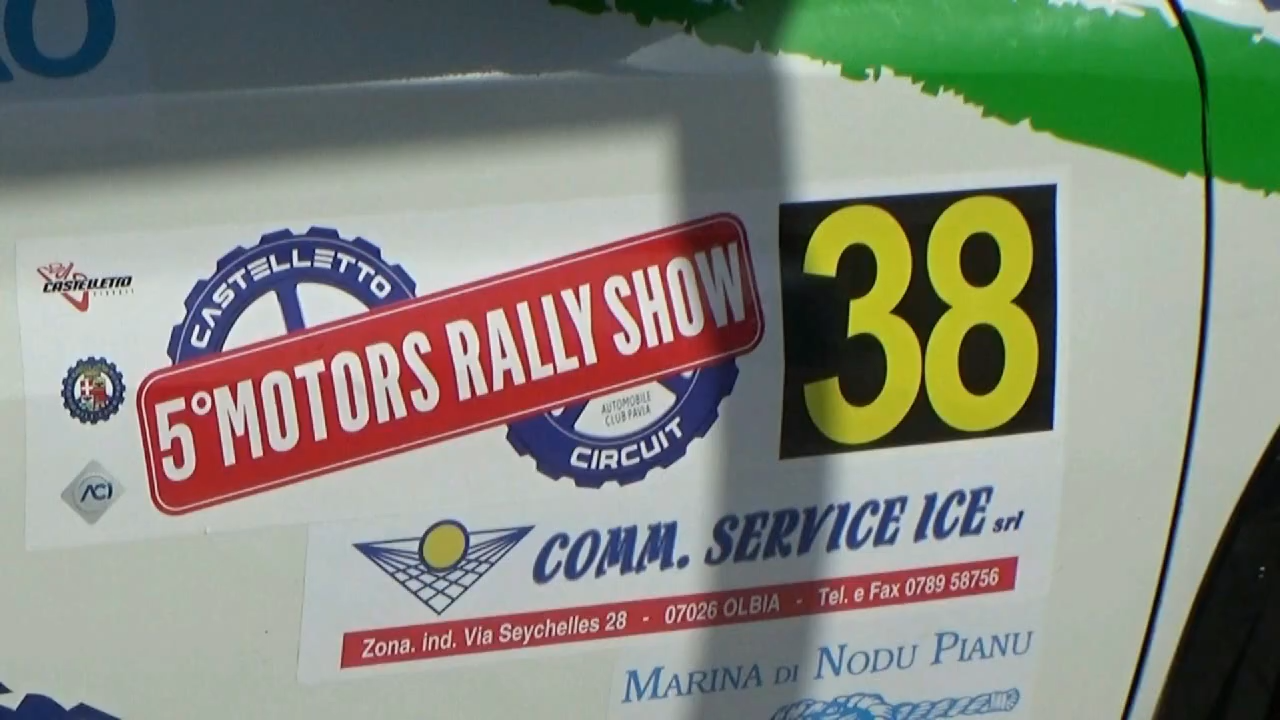 CASTELLETTO
CASTELLETTO
5° MOTORS RALLY SHOW
38
AUTOMOBILE
CLUB PAVIA
CIRCUIT
ACI
COMM. SERVICE ICE srl
Zona. ind. Via Seychelles 28 - 07026 OLBIA - Tel. e Fax 0789 58756
MARINA DI NODU PIANU